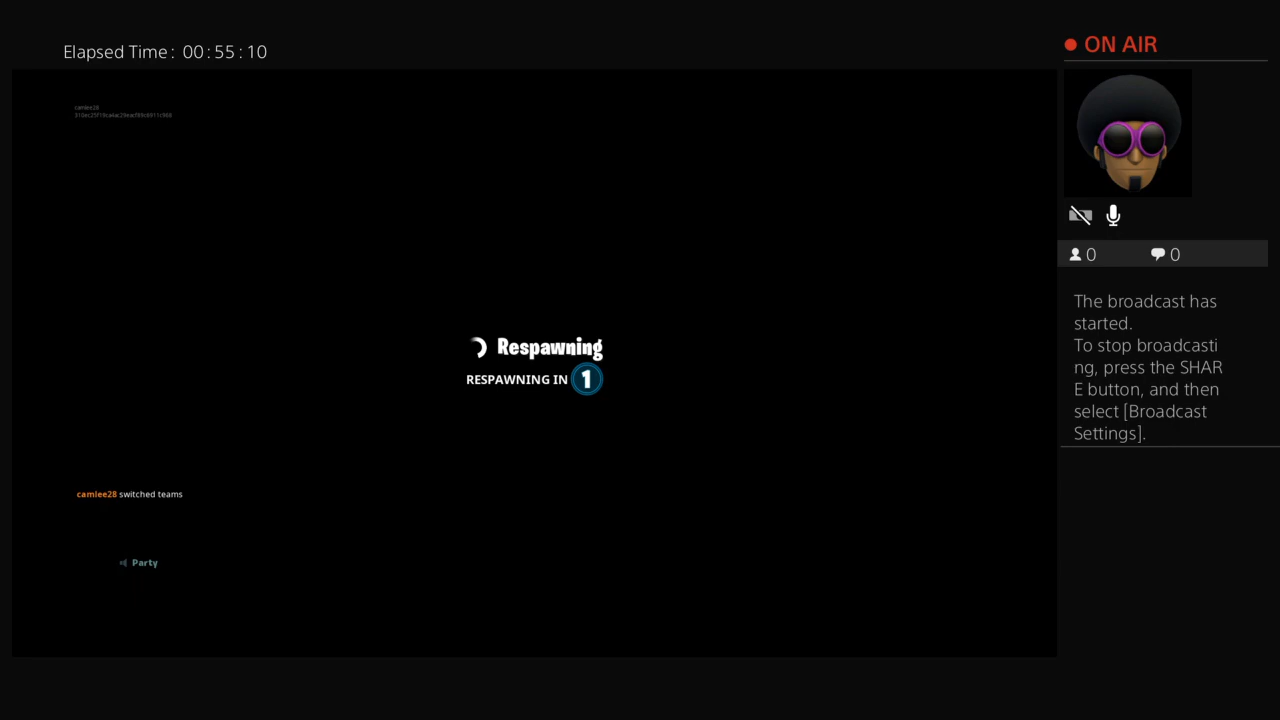 Elapsed Time: 00:55:10
ON AIR
camlee28
0
0
The broadcast has
started.
To stop broadcasti
ng, press the SHAR
E button, and then
select [Broadcast
Settings].
Respawning
RESPAWNING IN 1
camlee28 switched teams
Party